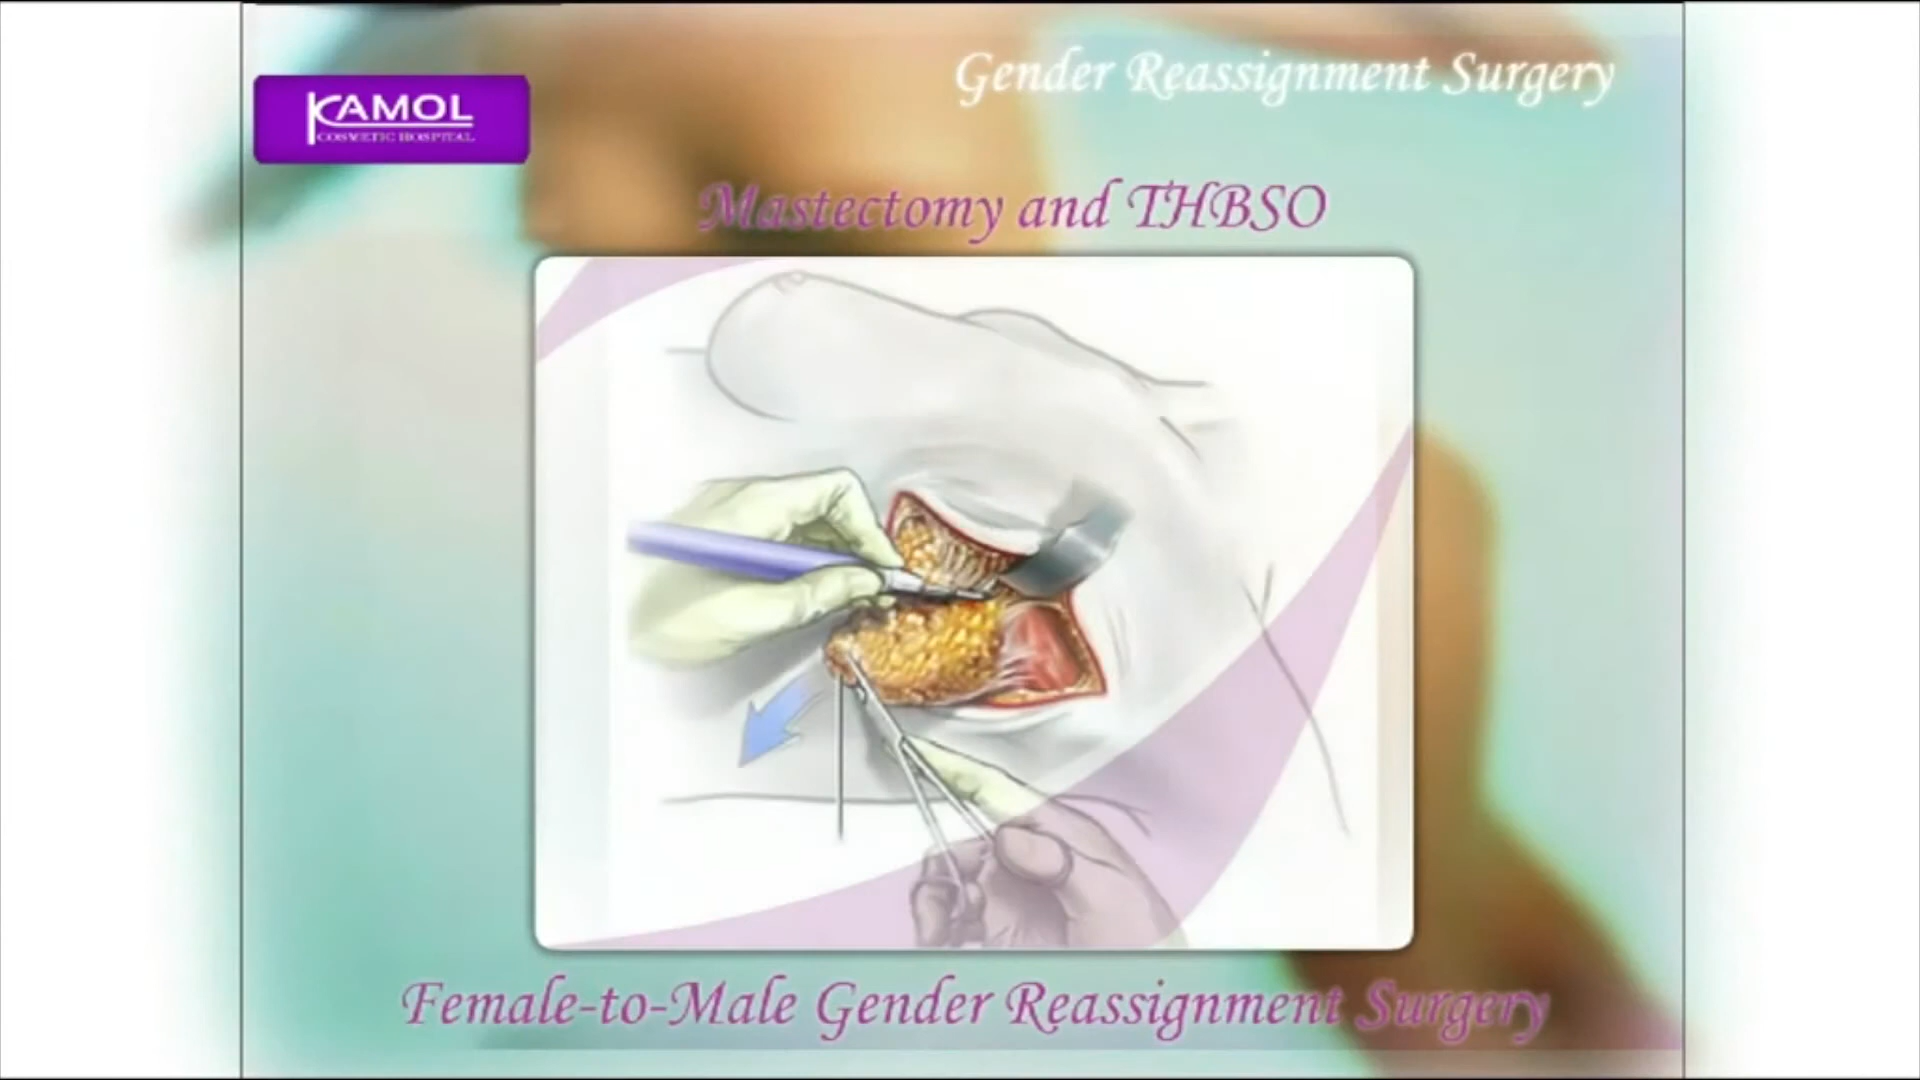 Gender Reassignment Surgery
KAMOL
COSMETIC HOSPITAL
Mastectomy and THBSO
Female-to-Male Gender Reassignment Surgery